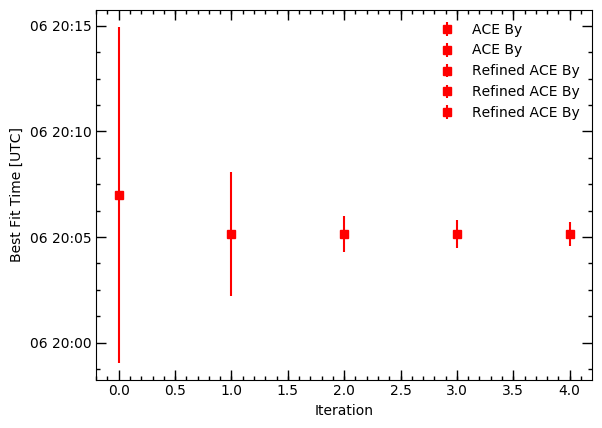 06 20:15
06 20:10
06 20:05
06 20:00
Best Fit Time [UTC]
ACE By
ACE By
Refined ACE By
Refined ACE By
Refined ACE By
0.0 0.5 1.0 1.5 2.0 2.5 3.0 3.5 4.0
Iteration